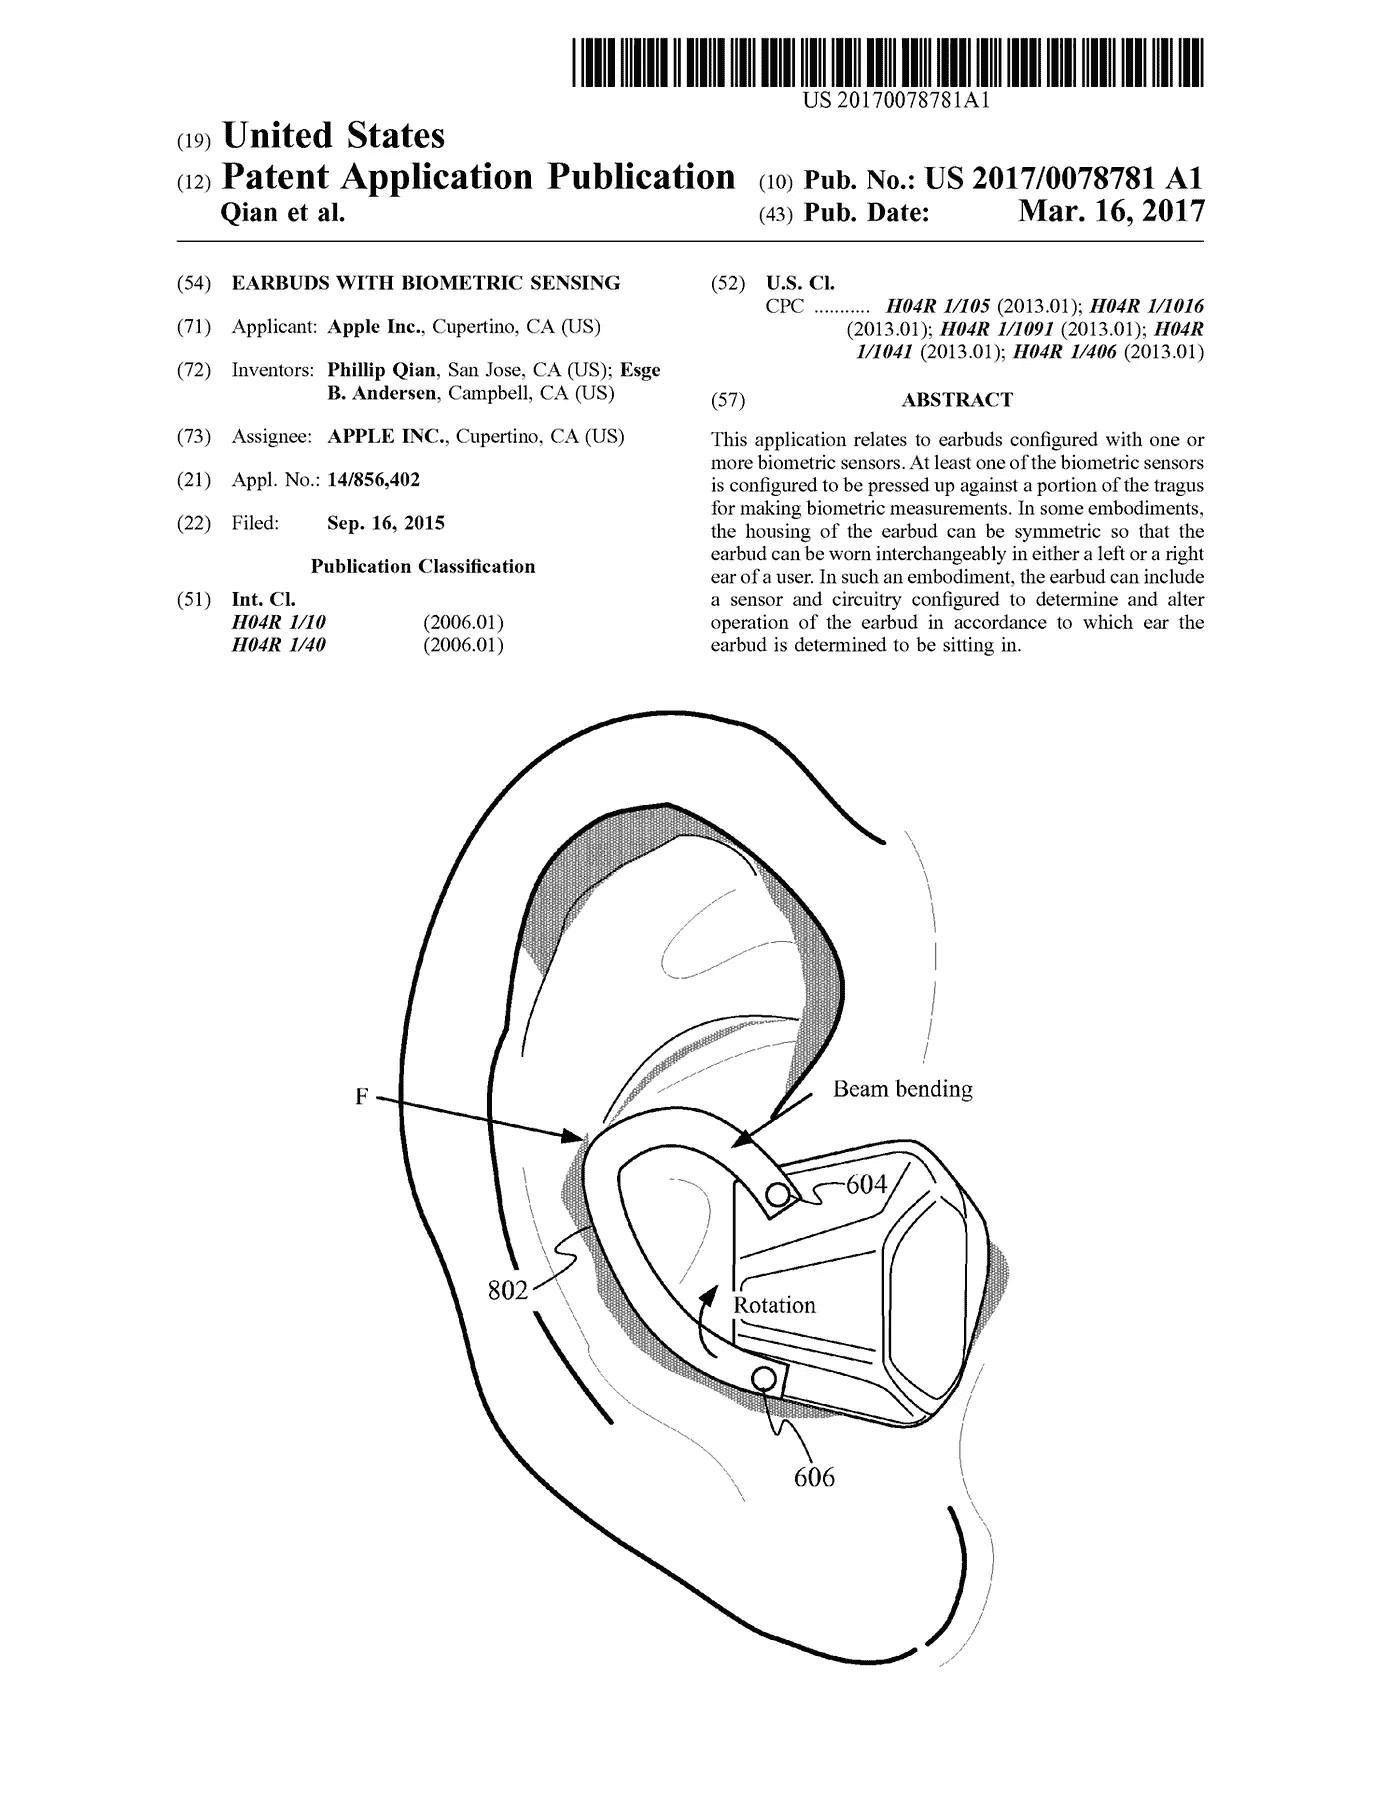 US 20170078781A1
(19) United States
(12) Patent Application Publication
Qian et al.
(10) Pub. No.: US 2017/0078781 A1
(43) Pub. Date: Mar. 16, 2017
(54) EARBUDS WITH BIOMETRIC SENSING
(71) Applicant: Apple Inc., Cupertino, CA (US)
(72) Inventors: Phillip Qian, San Jose, CA (US); Esge
B. Andersen, Campbell, CA (US)
(73) Assignee: APPLE INC., Cupertino, CA (US)
(21) Appl. No.: 14/856,402
(22) Filed: Sep. 16, 2015
Publication Classification
(51) Int. Cl.
H04R 1/10 (2006.01)
H04R 1/40 (2006.01)
(52) U.S. Cl.
CPC ........... H04R 1/105 (2013.01); H04R 1/1016
(2013.01); H04R 1/1091 (2013.01); H04R
1/1041 (2013.01); H04R 1/406 (2013.01)
(57) ABSTRACT
This application relates to earbuds configured with one or
more biometric sensors. At least one of the biometric sensors
is configured to be pressed up against a portion of the tragus
for making biometric measurements. In some embodiments,
the housing of the earbud can be symmetric so that the
earbud can be worn interchangeably in either a left or a right
ear of a user. In such an embodiment, the earbud can include
a sensor and circuitry configured to determine and alter
operation of the earbud in accordance to which ear the
earbud is determined to be sitting in.
F
Beam bending
604
802
Rotation
606